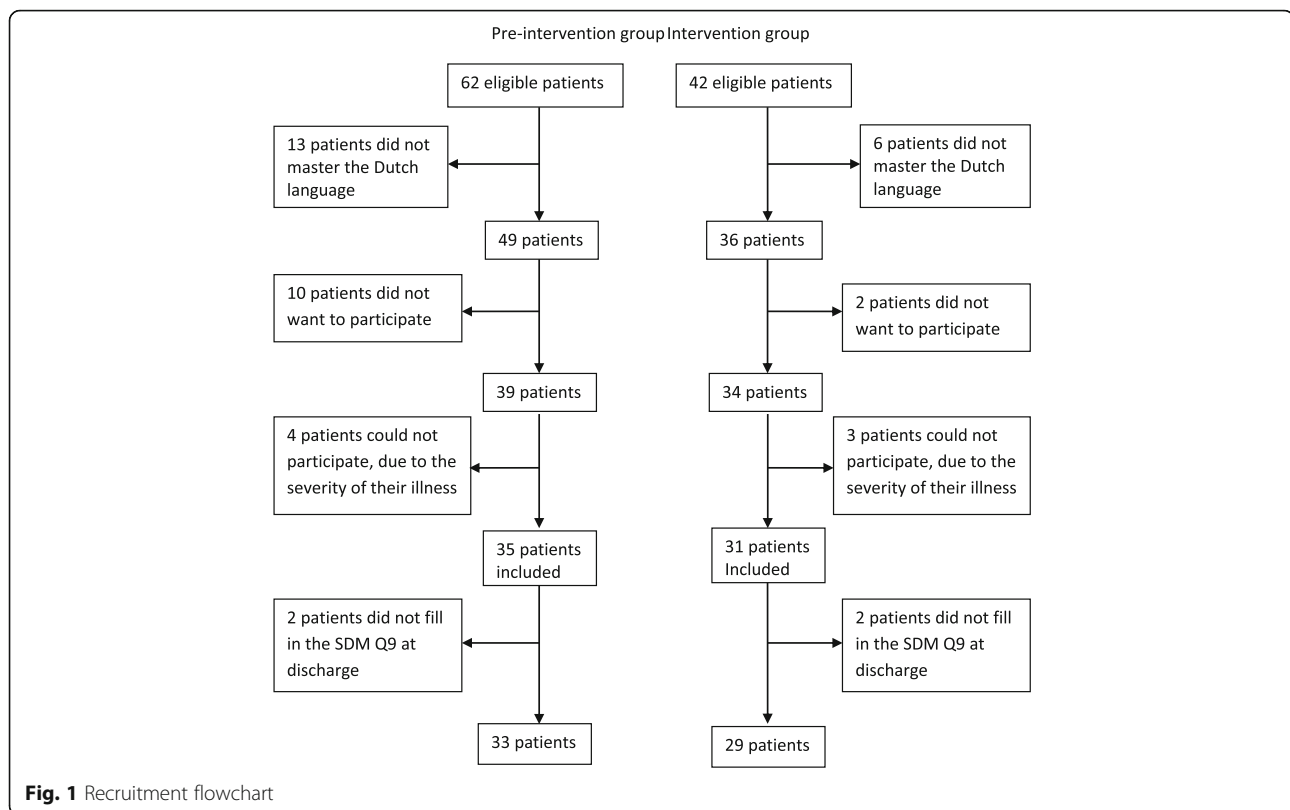 Pre-intervention group Intervention group
62 eligible patients
42 eligible patients
13 patients did not
master the Dutch
language
6 patients did not
master the Dutch
language
49 patients
36 patients
10 patients did not
want to participate
2 patients did not
want to participate
39 patients
34 patients
4 patients could not
participate, due to the
severity of their illness
3 patients could not
participate, due to the
severity of their illness
35 patients
included
31 patients
Included
2 patients did not fill
in the SDM Q9 at
discharge
2 patients did not fill
in the SDM Q9 at
discharge
33 patients
29 patients
Fig. 1 Recruitment flowchart